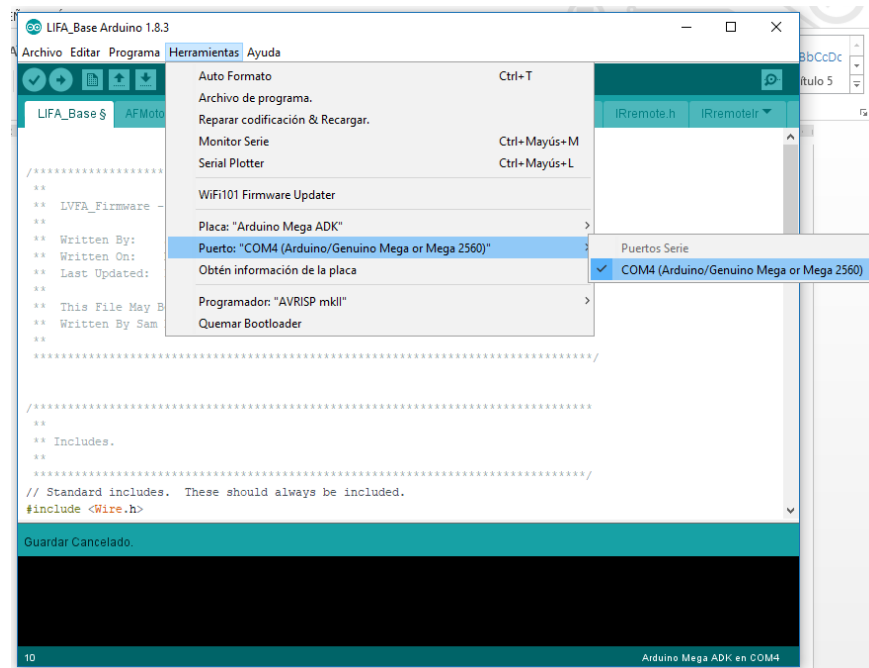 LIFA_Base Arduino 1.8.3
Archivo Editar Programa Herramientas Ayuda
BbCcDc
ítulo 5
LIFA_Base §
AFMoto
IRremote.h
IRremoteIr
Auto Formato Ctrl+T
Archivo de programa.
Reparar codificación & Recargar.
Monitor Serie Ctrl+Mayús+M
Serial Plotter Ctrl+Mayús+L
WiFi101 Firmware Updater
Placa: "Arduino Mega ADK"
Puerto: "COM4 (Arduino/Genuino Mega or Mega 2560)"
Obtén información de la placa
Programador: "AVRISP mkII"
Quemar Bootloader
Puertos Serie
COM4 (Arduino/Genuino Mega or Mega 2560)
/********************
**
** LVFA_Firmware -
**
** Written By:
** Written On:
** Last Updated:
**
** This File May B
** Written By Sam
**
*********************************************************************************/
/*********************************************************************************
**
** Includes.
**
********************************************************************************/
// Standard includes. These should always be included.
#include <Wire.h>
Guardar Cancelado.
10
Arduino Mega ADK en COM4